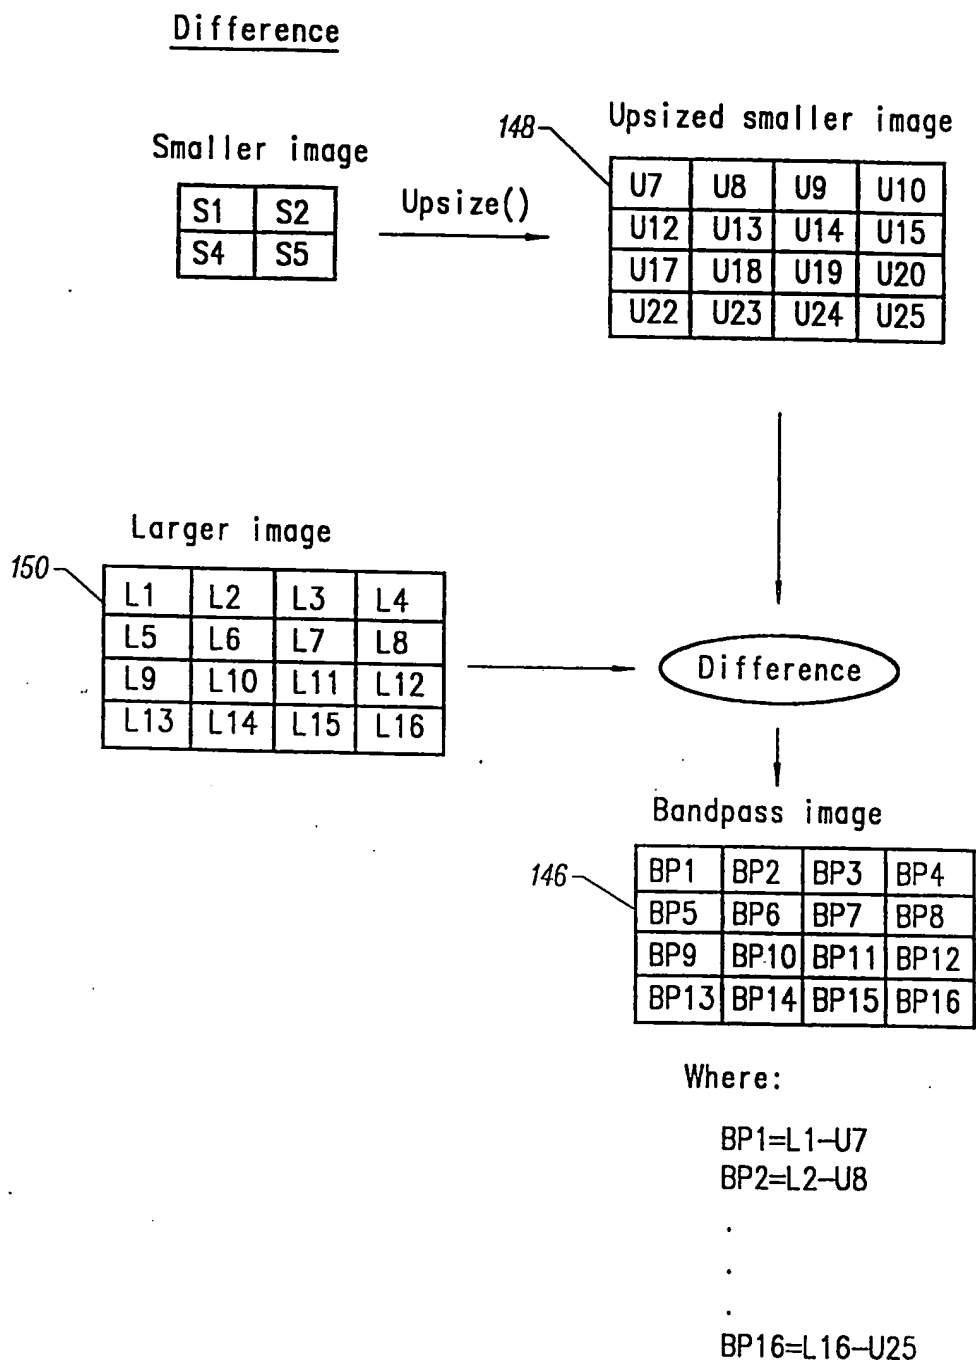 Difference
Smaller image
S1 S2
S4 S5
Upsize()
148
Upsized smaller image
U7 U8 U9 U10
U12 U13 U14 U15
U17 U18 U19 U20
U22 U23 U24 U25
Larger image
150
L1 L2 L3 L4
L5 L6 L7 L8
L9 L10 L11 L12
L13 L14 L15 L16
Difference
Bandpass image
146
BP1 BP2 BP3 BP4
BP5 BP6 BP7 BP8
BP9 BP10 BP11 BP12
BP13 BP14 BP15 BP16
Where:
BP1=L1–U7
BP2=L2–U8
.
.
.
BP16=L16–U25